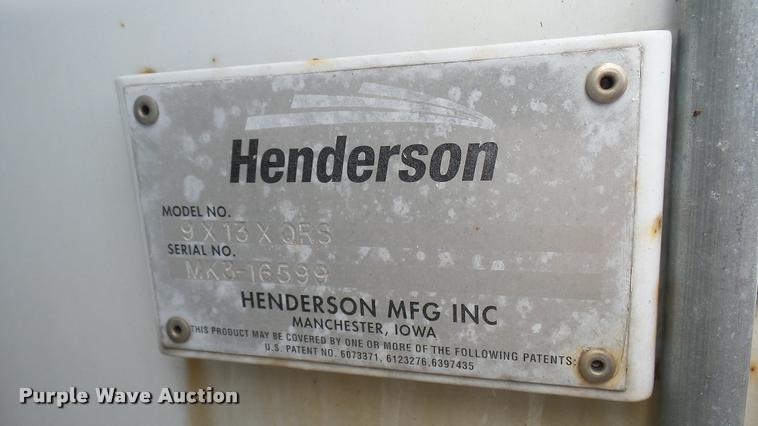 Henderson
MODEL NO.
9 X 13 X QRS
SERIAL NO.
MK3-16599
HENDERSON MFG INC
MANCHESTER, IOWA
THIS PRODUCT MAY BE COVERED BY ONE OR MORE OF THE FOLLOWING PATENTS:
U.S. PATENT NO. 6073371, 6123276,6397435
Purple Wave Auction